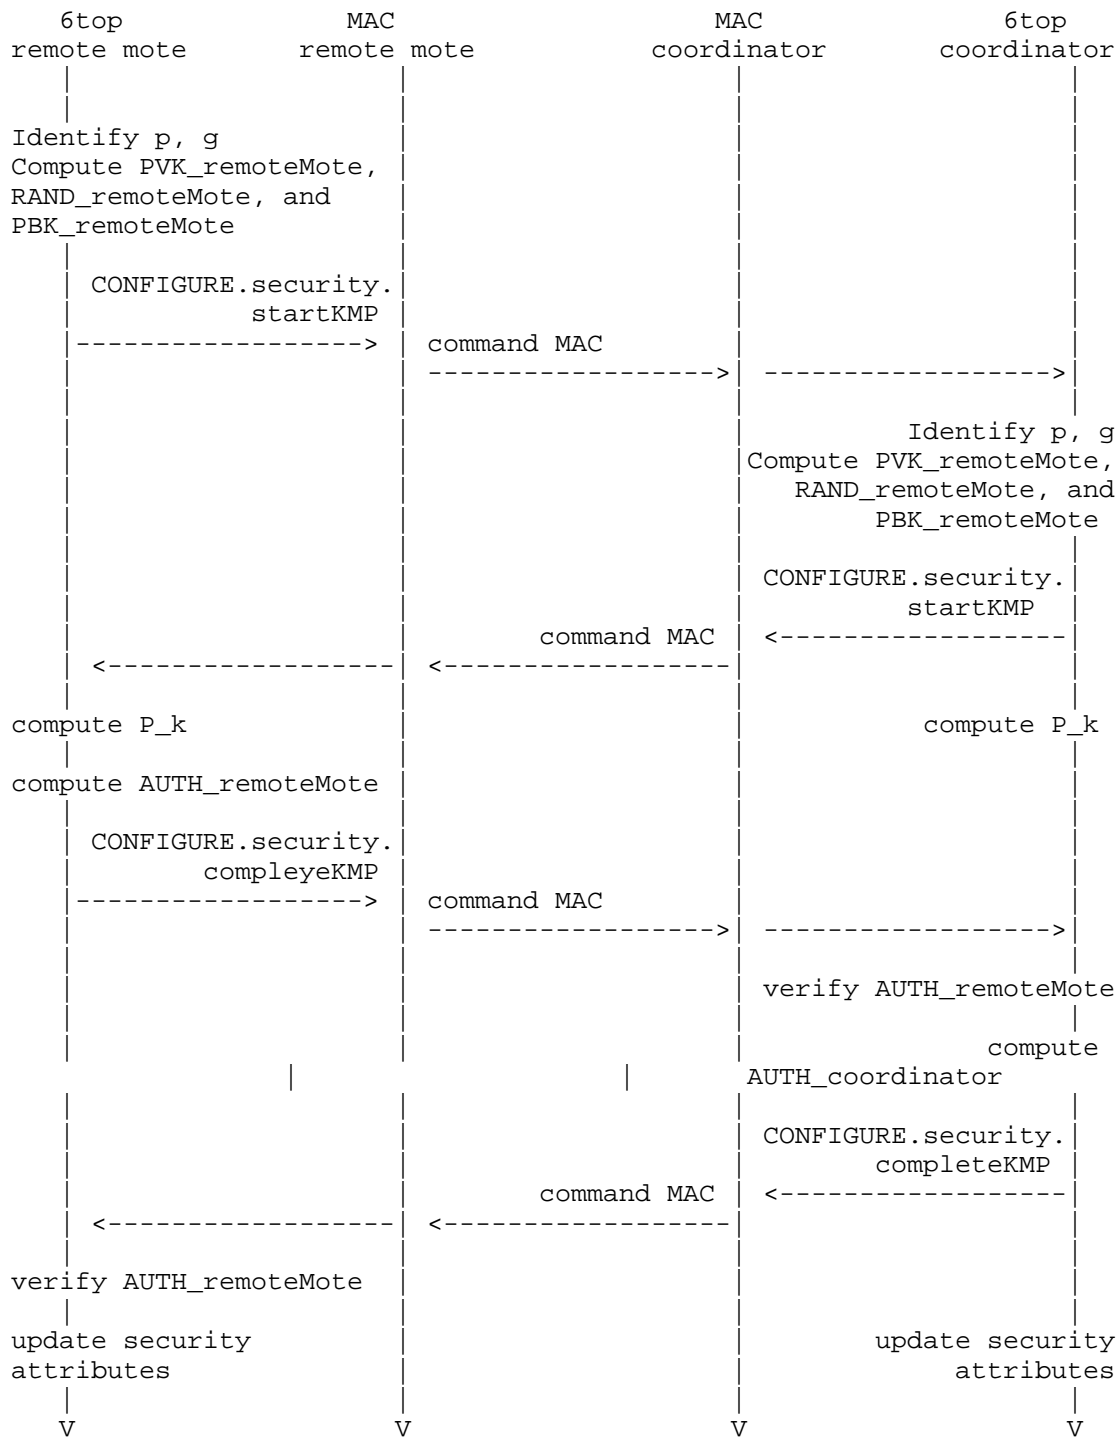 6top MAC MAC 6top
remote mote remote mote coordinator coordinator
Identify p, g
Compute PVK_remoteMote,
RAND_remoteMote, and
PBK_remoteMote
CONFIGURE.security.
startKMP
command MAC
Identify p, g
Compute PVK_remoteMote,
RAND_remoteMote, and
PBK_remoteMote
CONFIGURE.security.
startKMP
command MAC
compute P_k compute P_k
compute AUTH_remoteMote
CONFIGURE.security.
compleyeKMP
command MAC
verify AUTH_remoteMote
compute
AUTH_coordinator
CONFIGURE.security.
completeKMP
command MAC
verify AUTH_remoteMote
update security update security
attributes attributes
V V V V